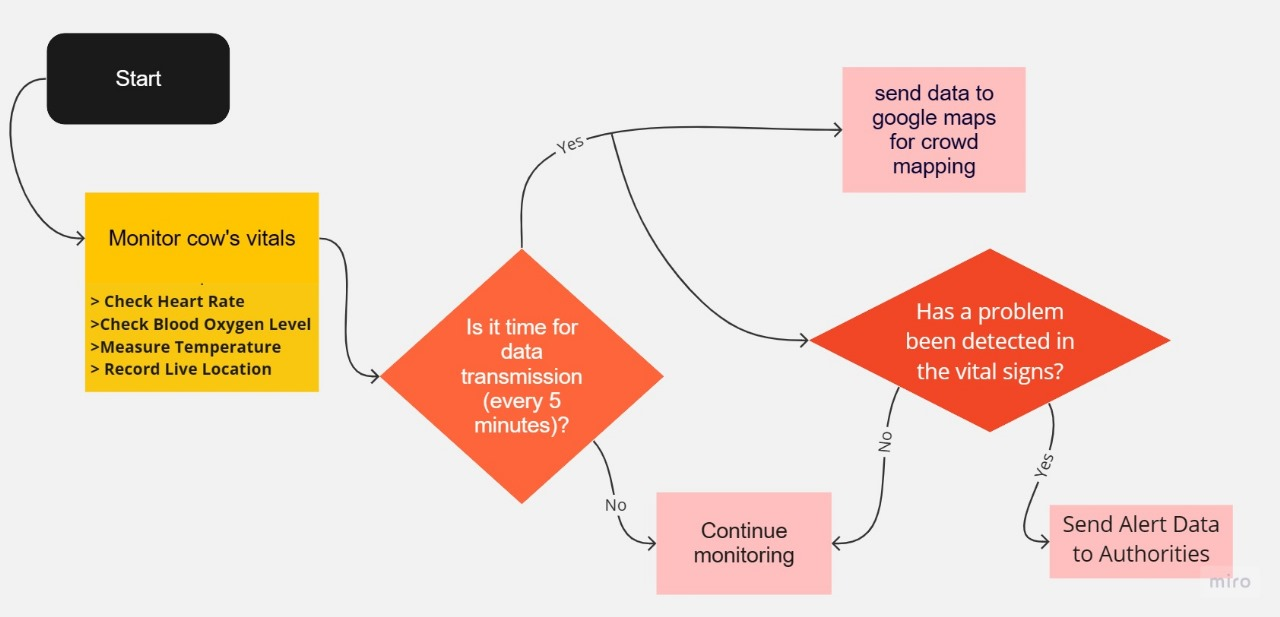 Start
Monitor cow's vitals
> Check Heart Rate
>Check Blood Oxygen Level
>Measure Temperature
> Record Live Location
Is it time for
data
transmission
(every 5
minutes)?
Yes
send data to
google maps
for crowd
mapping
Has a problem
been detected in
the vital signs?
No
No
Yes
Continue
monitoring
Send Alert Data
to Authorities
miro